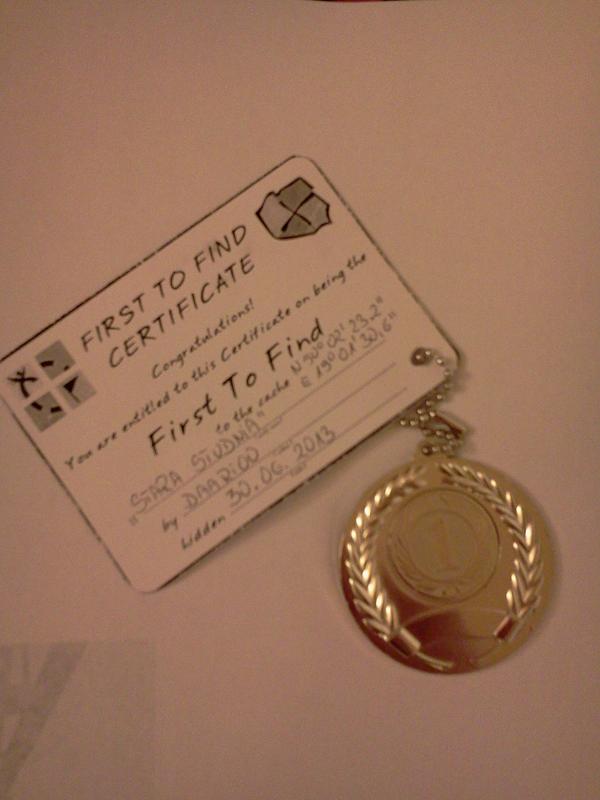 FIRST TO FIND
CERTIFICATE
Congratulations!
You are entitled to this Certificate on being the
First To Find
to the cache N 50° 02' 23.2"
E 19° 01' 30.6"
"STARA STUDNIA"
by DAARIOO
hidden 30.06.2013
1